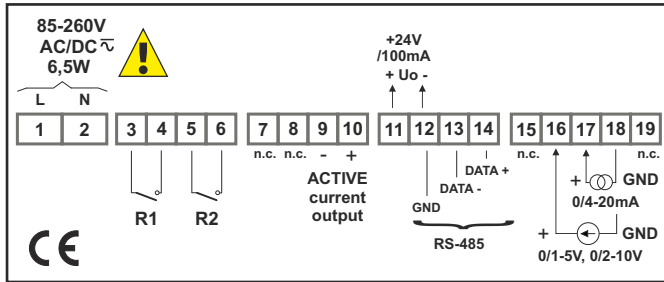 85-260V
AC/DC
6,5W
+24V
/100mA
+ Uo -
L N
1 2 3 4 5 6 7 8 9 10 11 12 13 14 15 16 17 18 19
n.c. n.c. - +
n.c. n.c.
ACTIVE
current
output
R1 R2
DATA +
DATA -
GND
RS-485
+ GND
0/4-20mA
+ GND
0/1-5V, 0/2-10V
CE